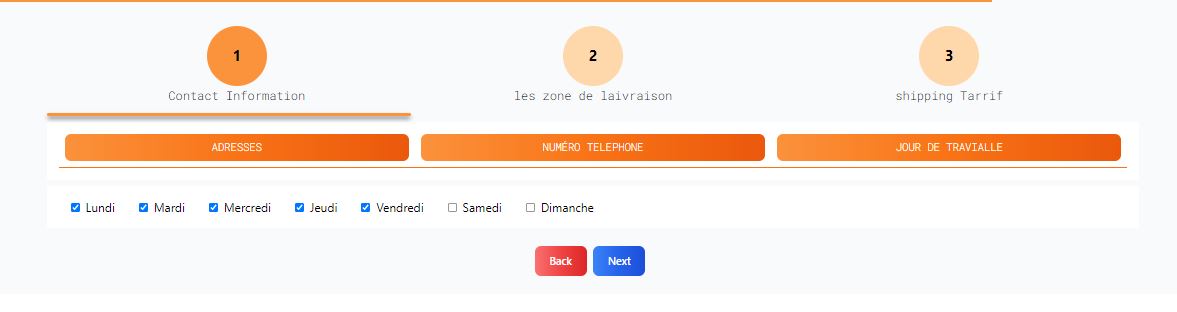 1 2 3
Contact Information les zone de laivraison shipping Tarrif
ADRESSES NUMÉRO TELEPHONE JOUR DE TRAVIALLE
Lundi Mardi Mercredi Jeudi Vendredi Samedi Dimanche
Back Next